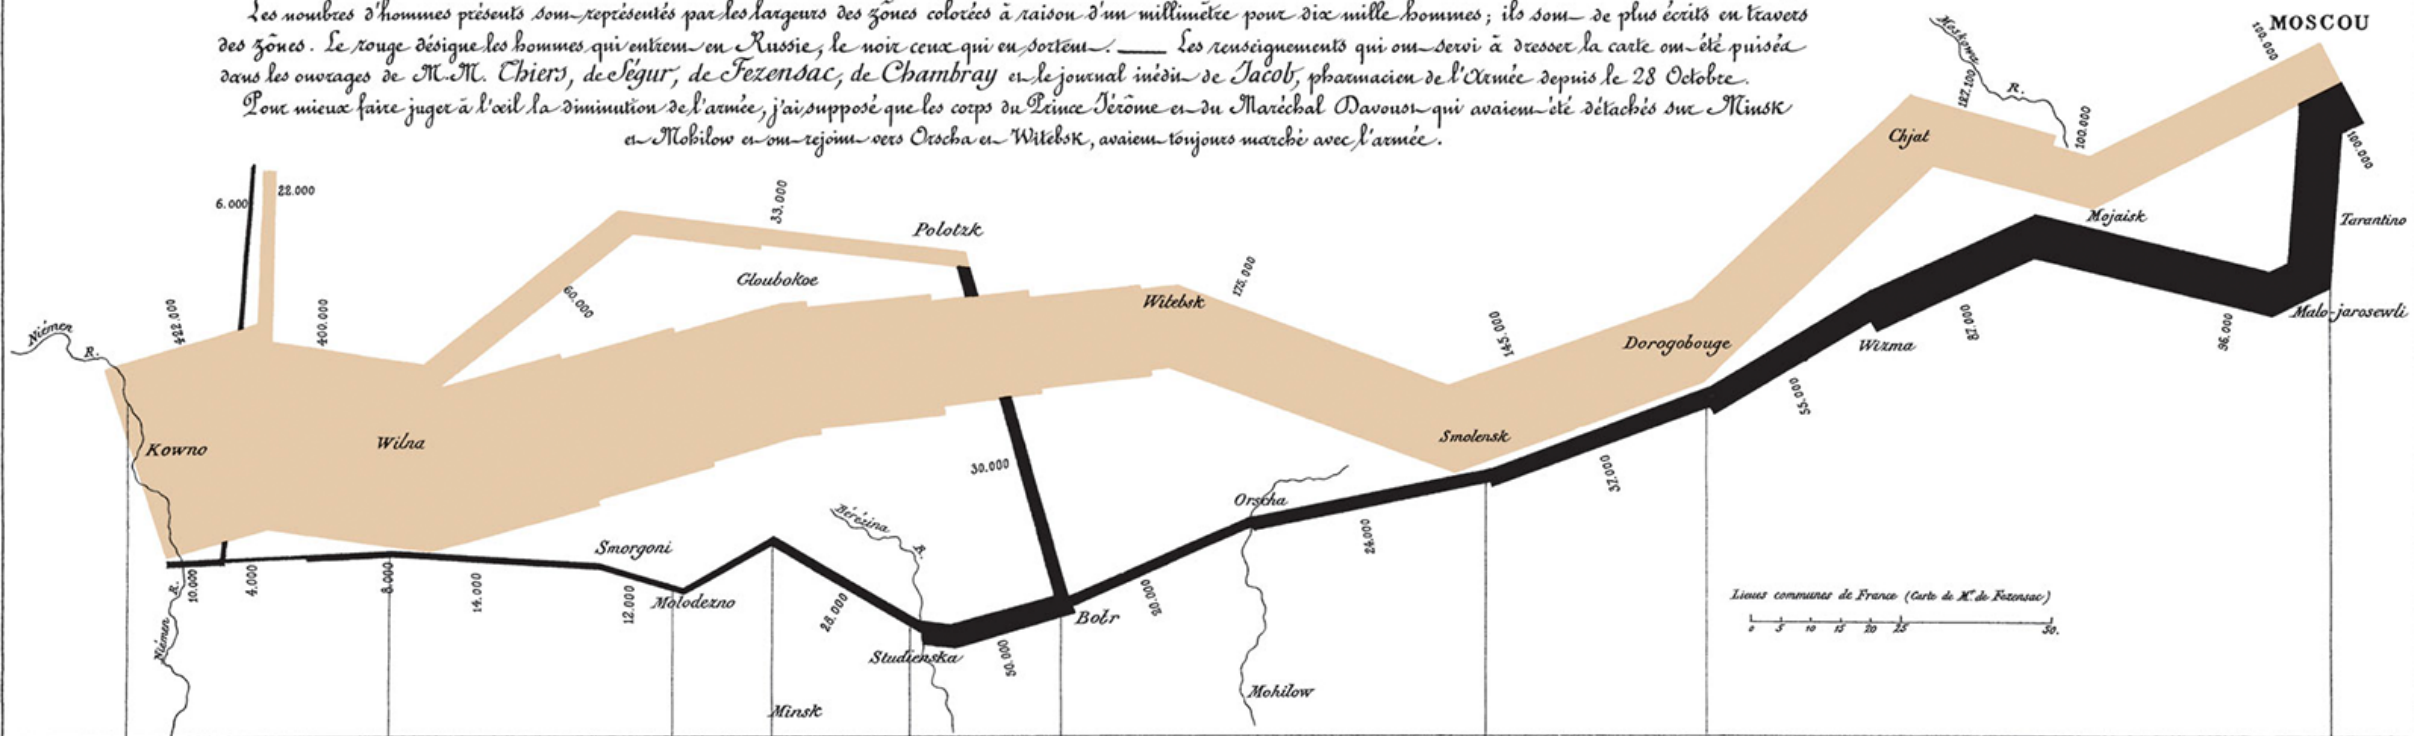 Les nombres d'hommes présents sont représentés par les largeurs des zônes colorées à raison d'un millimètre pour dix mille hommes; ils sont de plus écrits en travers
des zônes. Le rouge désigne les hommes qui entrent en Russie, le noir ceux qui en sortent. ___ Les renseignements qui ont servi à dresser la carte ont été puisés
dans les ouvrages de M.M. Thiers, de Ségur, de Fezensac, de Chambray et le journal inédit de Jacob, pharmacien de l'Armée depuis le 28 Octobre.
Pour mieux faire juger à l'œil la diminution de l'armée, j'ai supposé que les corps du Prince Jérôme et du Maréchal Davoust qui avaient été détachés sur Minsk
et Mohilow et ont rejoint vers Orscha et Witebsk, avaient toujours marché avec l'armée.
MOSCOU
100.000
Moskowa
R.
127.100
100.000
Chjat
100.000
Mojaisk
Tarantino
Malo-jarosewli
6.000
22.000
33.000
Polotzk
Gloubokoe
60.000
Witebsk
175.000
422.000
400.000
Niémen
R.
Kowno
Wilna
145.000
Dorogobouge
Smolensk
Wizma
87.000
96.000
55.000
37.000
30.000
Orscha
24.000
Bérézina
R.
Smorgoni
R.
10.000
4.000
8.000
14.000
12.000
Molodezno
28.000
Studienska
50.000
Bobr
20.000
Niémen
Minsk
Mohilow
Lieues communes de France (Carte de M. de Fezensac)
0 5 10 15 20 25 50.